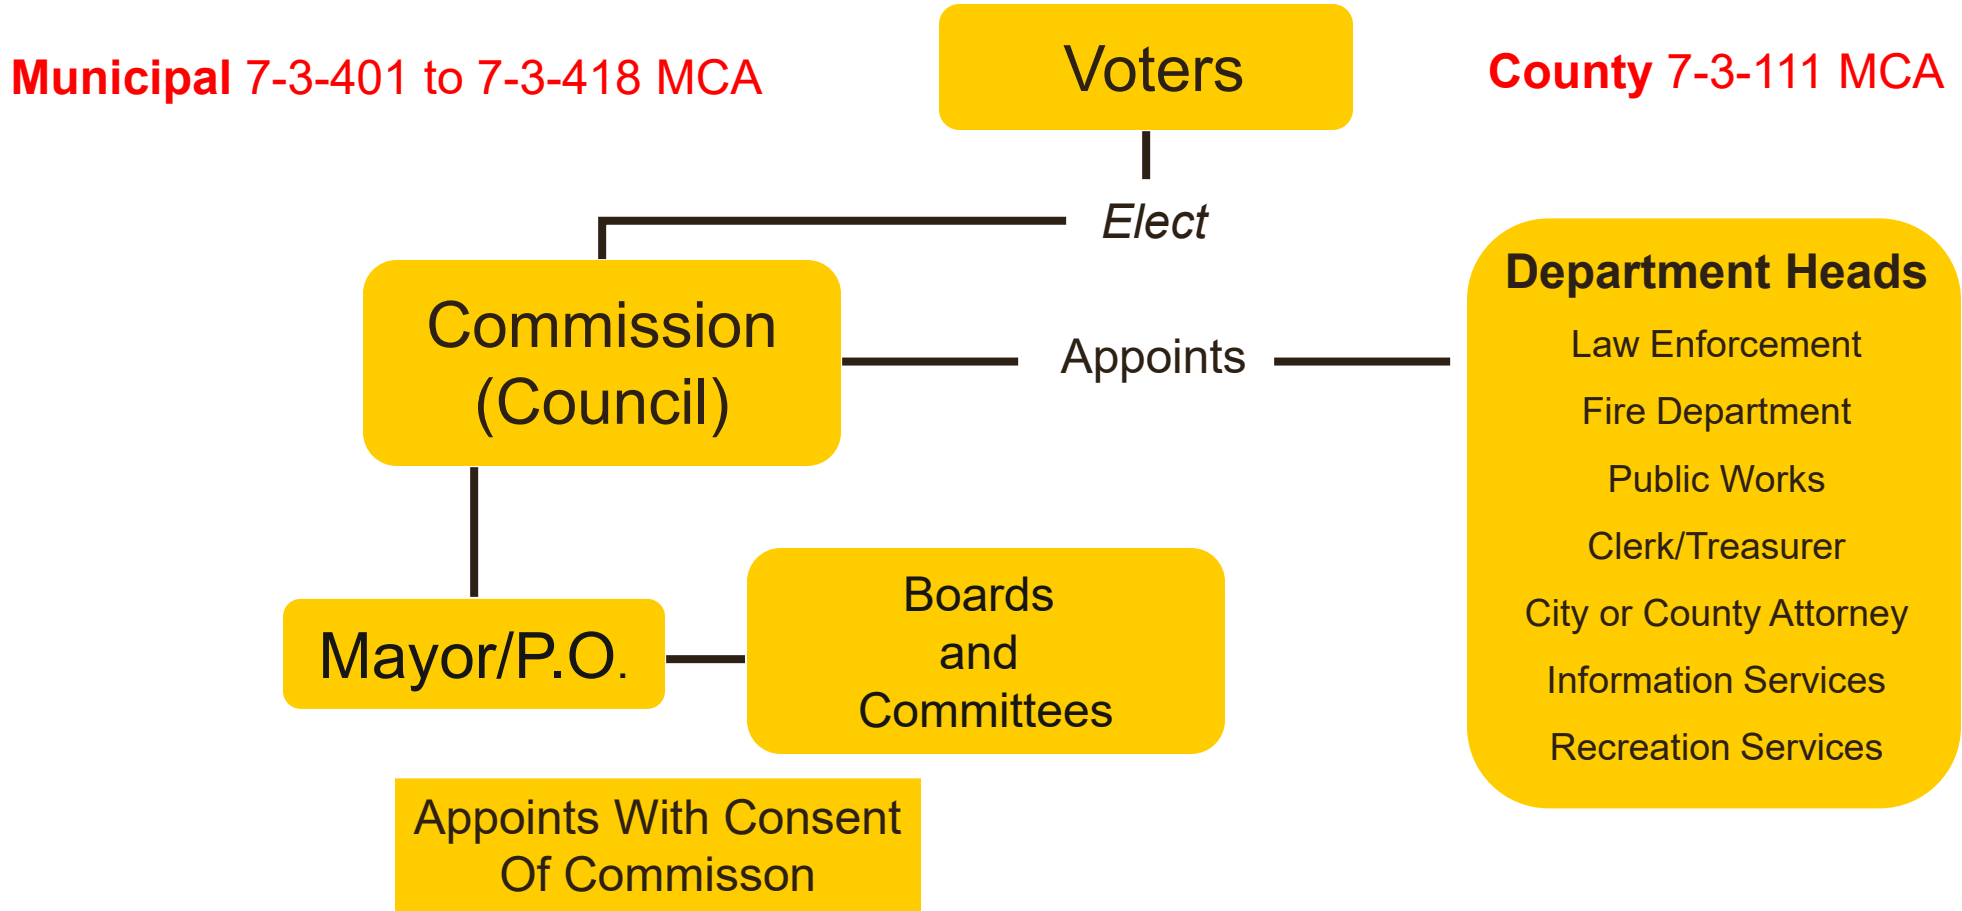 Municipal 7-3-401 to 7-3-418 MCA
Voters
County 7-3-111 MCA
Elect
Commission
(Council)
Appoints
Department Heads
Law Enforcement
Fire Department
Public Works
Clerk/Treasurer
City or County Attorney
Information Services
Recreation Services
Mayor/P.O.
Boards
and
Committees
Appoints With Consent
Of Commisson